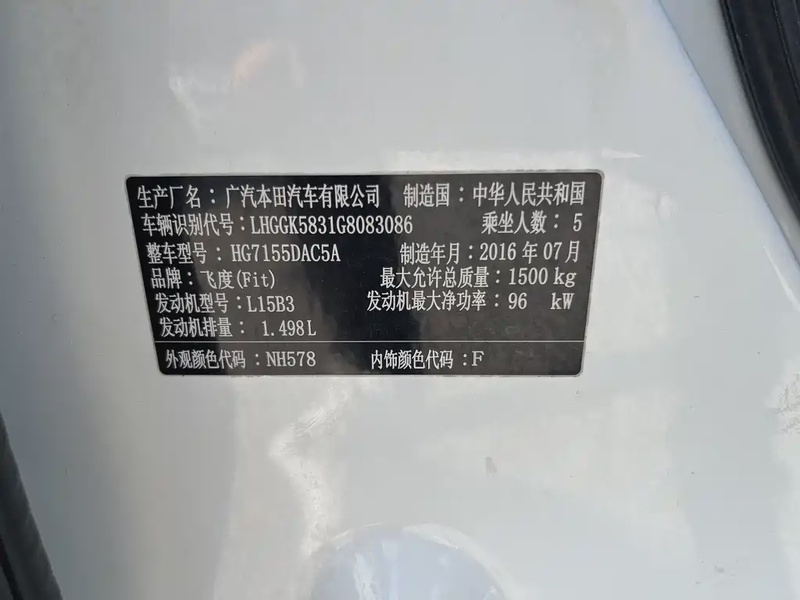 生产厂名：广汽本田汽车有限公司 制造国：中华人民共和国
车辆识别代号：LHGGK5831G8083086 乘坐人数：5
整车型号：HG7155DAC5A 制造年月：2016年07月
品牌：飞度(Fit) 最大允许总质量：1500kg
发动机型号：L15B3 发动机最大净功率：96 kW
发动机排量：1.498L
外观颜色代码：NH578 内饰颜色代码：F